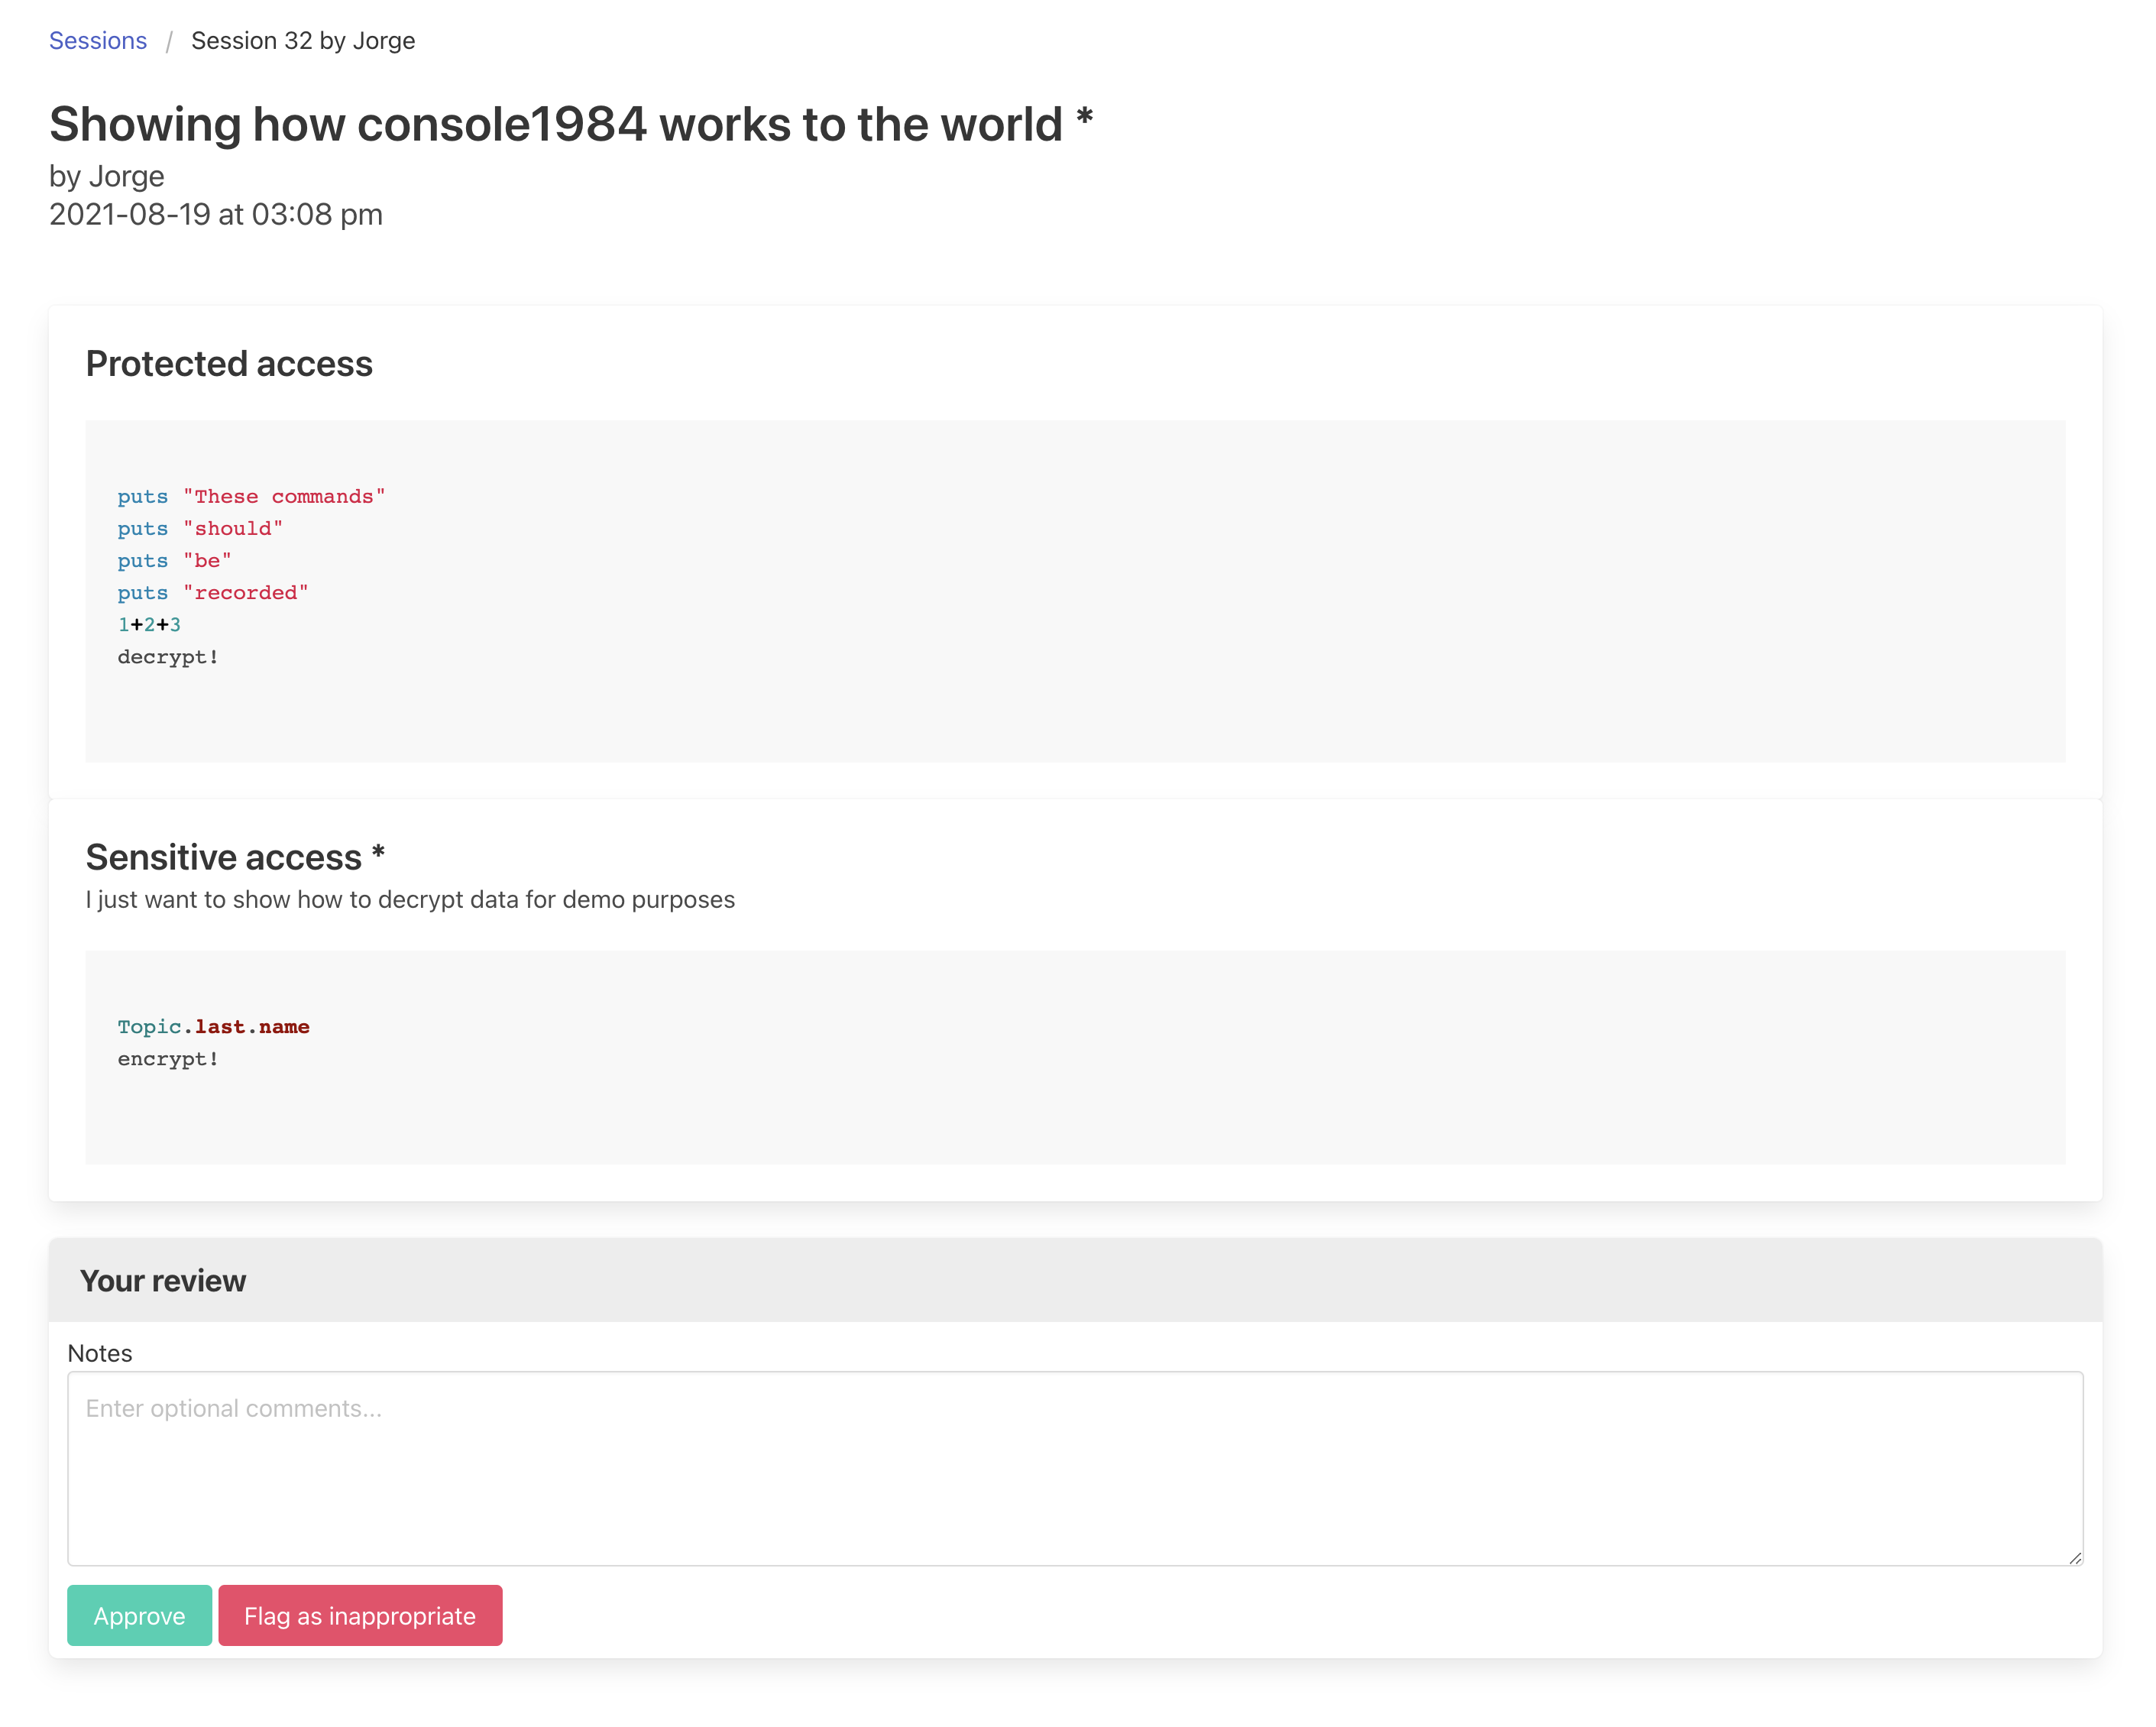 Sessions / Session 32 by Jorge
Showing how console1984 works to the world *
by Jorge
2021-08-19 at 03:08 pm
Protected access
puts "These commands"
puts "should"
puts "be"
puts "recorded"
1+2+3
decrypt!
Sensitive access *
I just want to show how to decrypt data for demo purposes
Topic.last.name
encrypt!
Your review
Notes
Enter optional comments...
Approve Flag as inappropriate